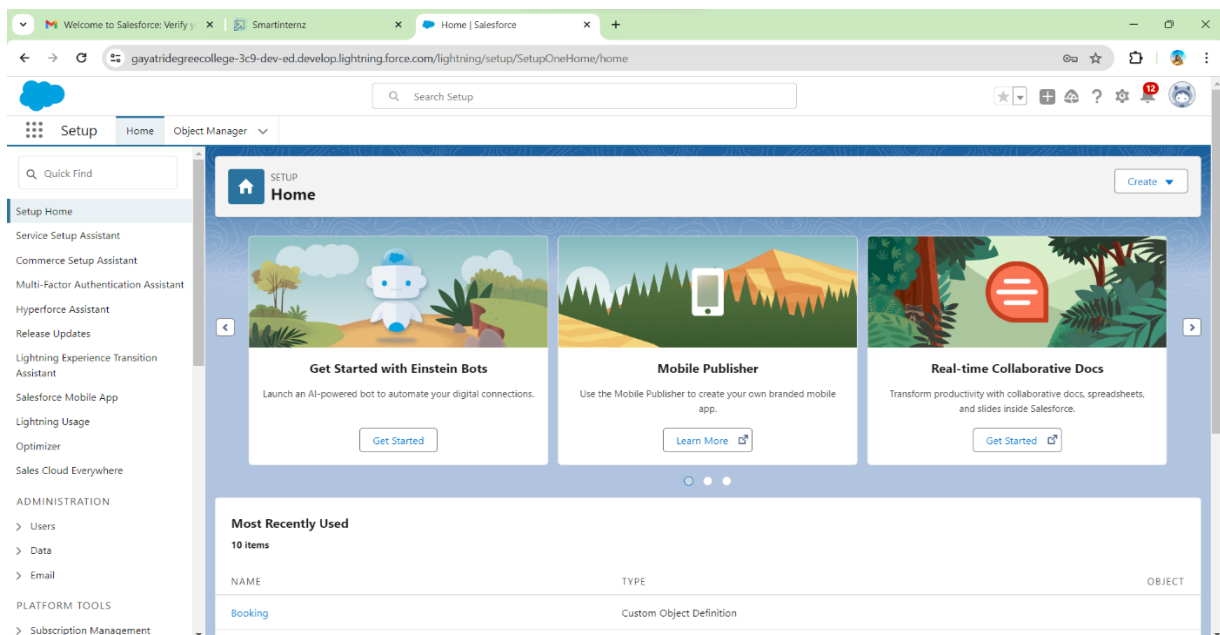 Welcome to Salesforce: Verify y
Smartinternz
Home | Salesforce
gayatridegreecollege-3c9-dev-ed.develop.lightning.force.com/lightning/setup/SetupOneHome/home
Search Setup
12
Setup
Home
Object Manager
Quick Find
Setup Home
Service Setup Assistant
Commerce Setup Assistant
Multi-Factor Authentication Assistant
Hyperforce Assistant
Release Updates
Lightning Experience Transition
Assistant
Salesforce Mobile App
Lightning Usage
Optimizer
Sales Cloud Everywhere
ADMINISTRATION
Users
Data
Email
PLATFORM TOOLS
Subscription Management
SETUP
Home
Create
Get Started with Einstein Bots
Launch an AI-powered bot to automate your digital connections.
Get Started
Mobile Publisher
Use the Mobile Publisher to create your own branded mobile
app.
Learn More
Real-time Collaborative Docs
Transform productivity with collaborative docs, spreadsheets,
and slides inside Salesforce.
Get Started
Most Recently Used
10 items
NAME TYPE OBJECT
Booking Custom Object Definition